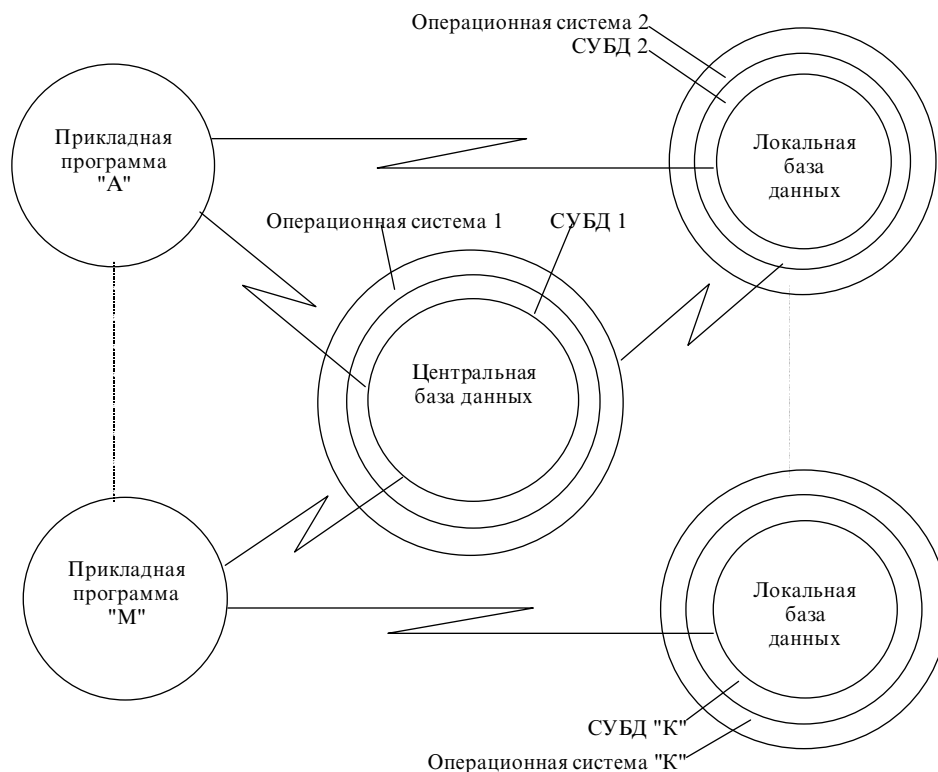 Операционная система 2
СУБД 2
Прикладная
программа
"А"
Локальная
база
данных
Операционная система 1
СУБД 1
Центральная
база данных
Прикладная
программа
"М"
Локальная
база
данных
СУБД "К"
Операционная система "К"